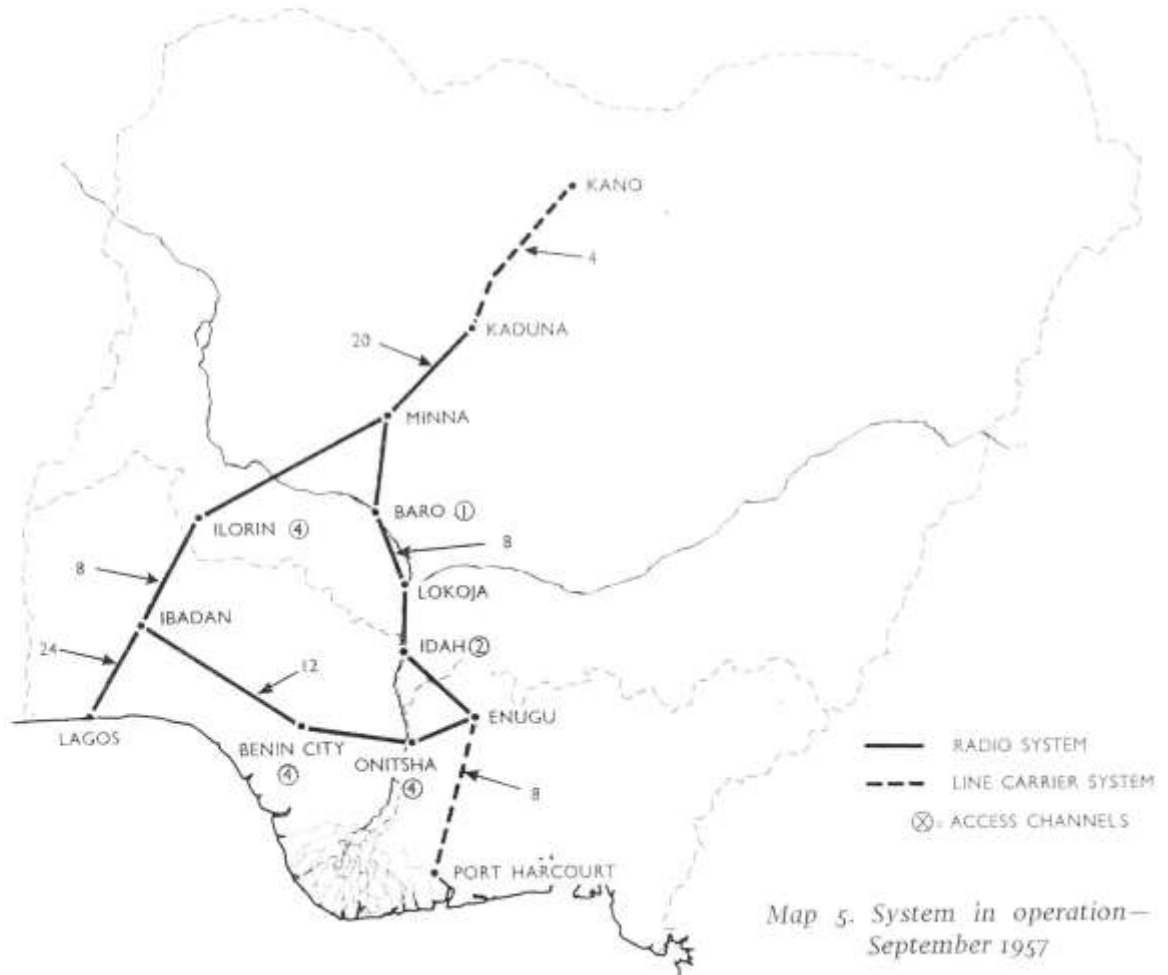 KANO
4
KADUNA
20
MINNA
BARO ①
ILORIN ④
8
8
LOKOJA
IBADAN
IDAH ②
24
12
ENUGU
LAGOS
BENIN CITY
④
ONITSHA
④
8
PORT HARCOURT
RADIO SYSTEM
LINE CARRIER SYSTEM
Ⓧ = ACCESS CHANNELS
Map 5. System in operation—
September 1957